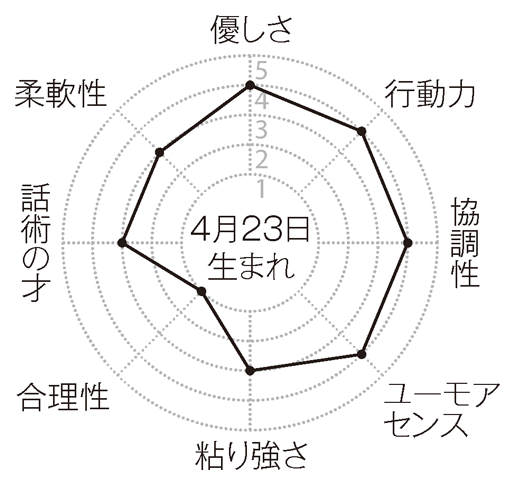 優しさ
行動力
協調性
ユーモア
センス
粘り強さ
合理性
話術の才
柔軟性
5
4
3
2
1
4月23日
生まれ